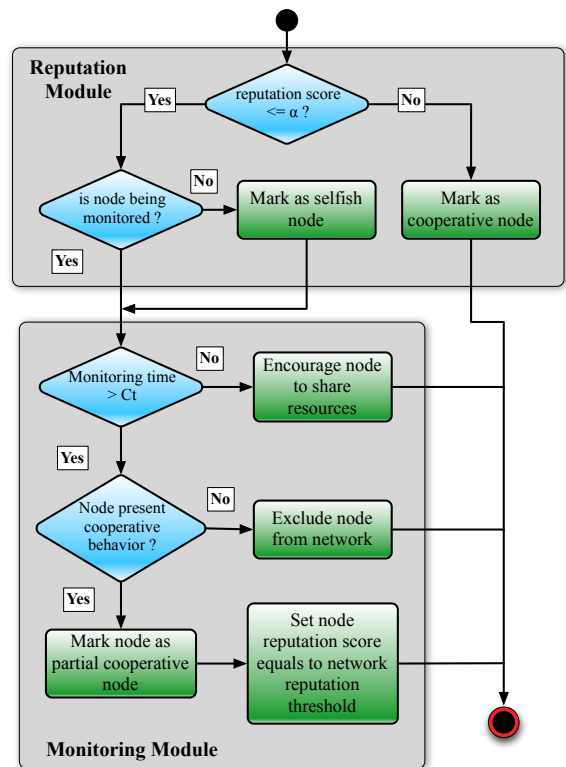 Reputation
Module
reputation score
<= α ?
Yes
No
is node being
monitored ?
No
Mark as selfish
node
Mark as
cooperative node
Yes
Monitoring time
> Ct
No
Encourage node
to share
resources
Yes
Node present
cooperative
behavior ?
No
Exclude node
from network
Yes
Mark node as
partial cooperative
node
Set node
reputation score
equals to network
reputation
threshold
Monitoring Module